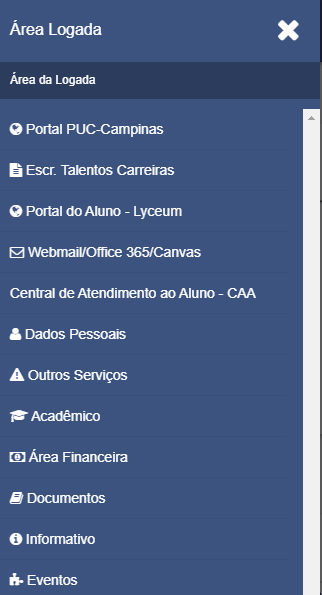 Área Logada
Área da Logada
Portal PUC-Campinas
Escr. Talentos Carreiras
Portal do Aluno - Lyceum
Webmail/Office 365/Canvas
Central de Atendimento ao Aluno - CAA
Dados Pessoais
Outros Serviços
Acadêmico
Área Financeira
Documentos
Informativo
Eventos